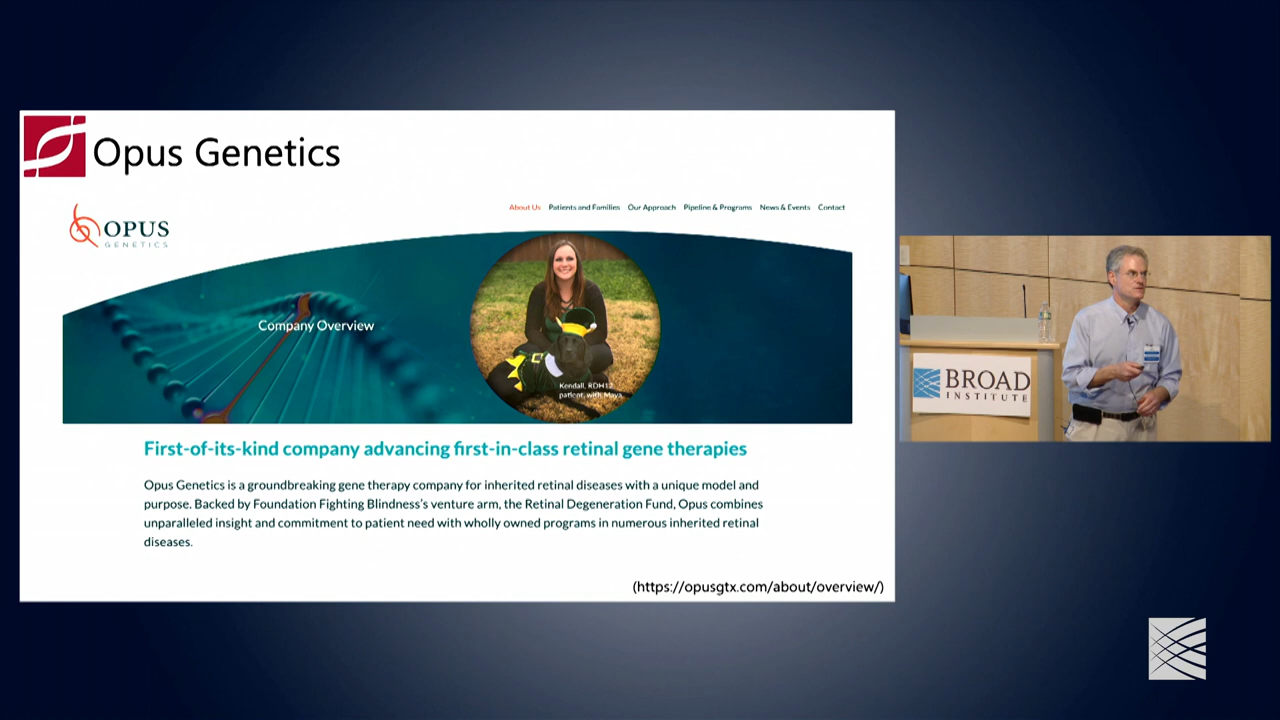 Opus Genetics
OPUS
GENETICS
About Us Patients and Families Our Approach Pipeline & Programs News & Events Contact
Company Overview
Kendall, RDH12
patient, with Maya
First-of-its-kind company advancing first-in-class retinal gene therapies
Opus Genetics is a groundbreaking gene therapy company for inherited retinal diseases with a unique model and
purpose. Backed by Foundation Fighting Blindness's venture arm, the Retinal Degeneration Fund, Opus combines
unparalleled insight and commitment to patient need with wholly owned programs in numerous inherited retinal
diseases.
(https://opusgtx.com/about/overview/)
BROAD
INSTITUTE